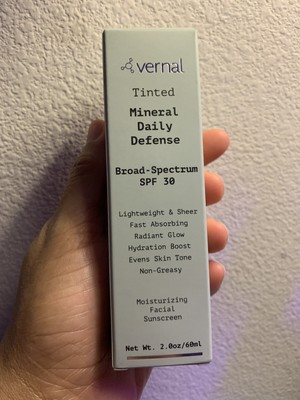 vernal
Tinted
Mineral
Daily
Defense
Broad-Spectrum
SPF 30
Lightweight & Sheer
Fast Absorbing
Radiant Glow
Hydration Boost
Evens Skin Tone
Non-Greasy
Moisturizing
Facial
Sunscreen
Net Wt. 2.0oz/60ml